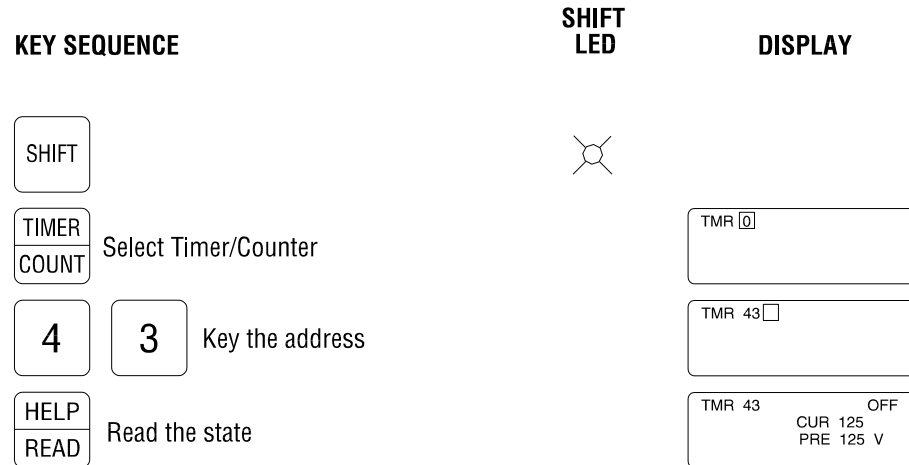 KEY SEQUENCE
SHIFT
LED
DISPLAY
SHIFT
TIMER
COUNT
Select Timer/Counter
TMR 0
4
3
Key the address
TMR 43
HELP
READ
Read the state
TMR 43 OFF
CUR 125
PRE 125 V